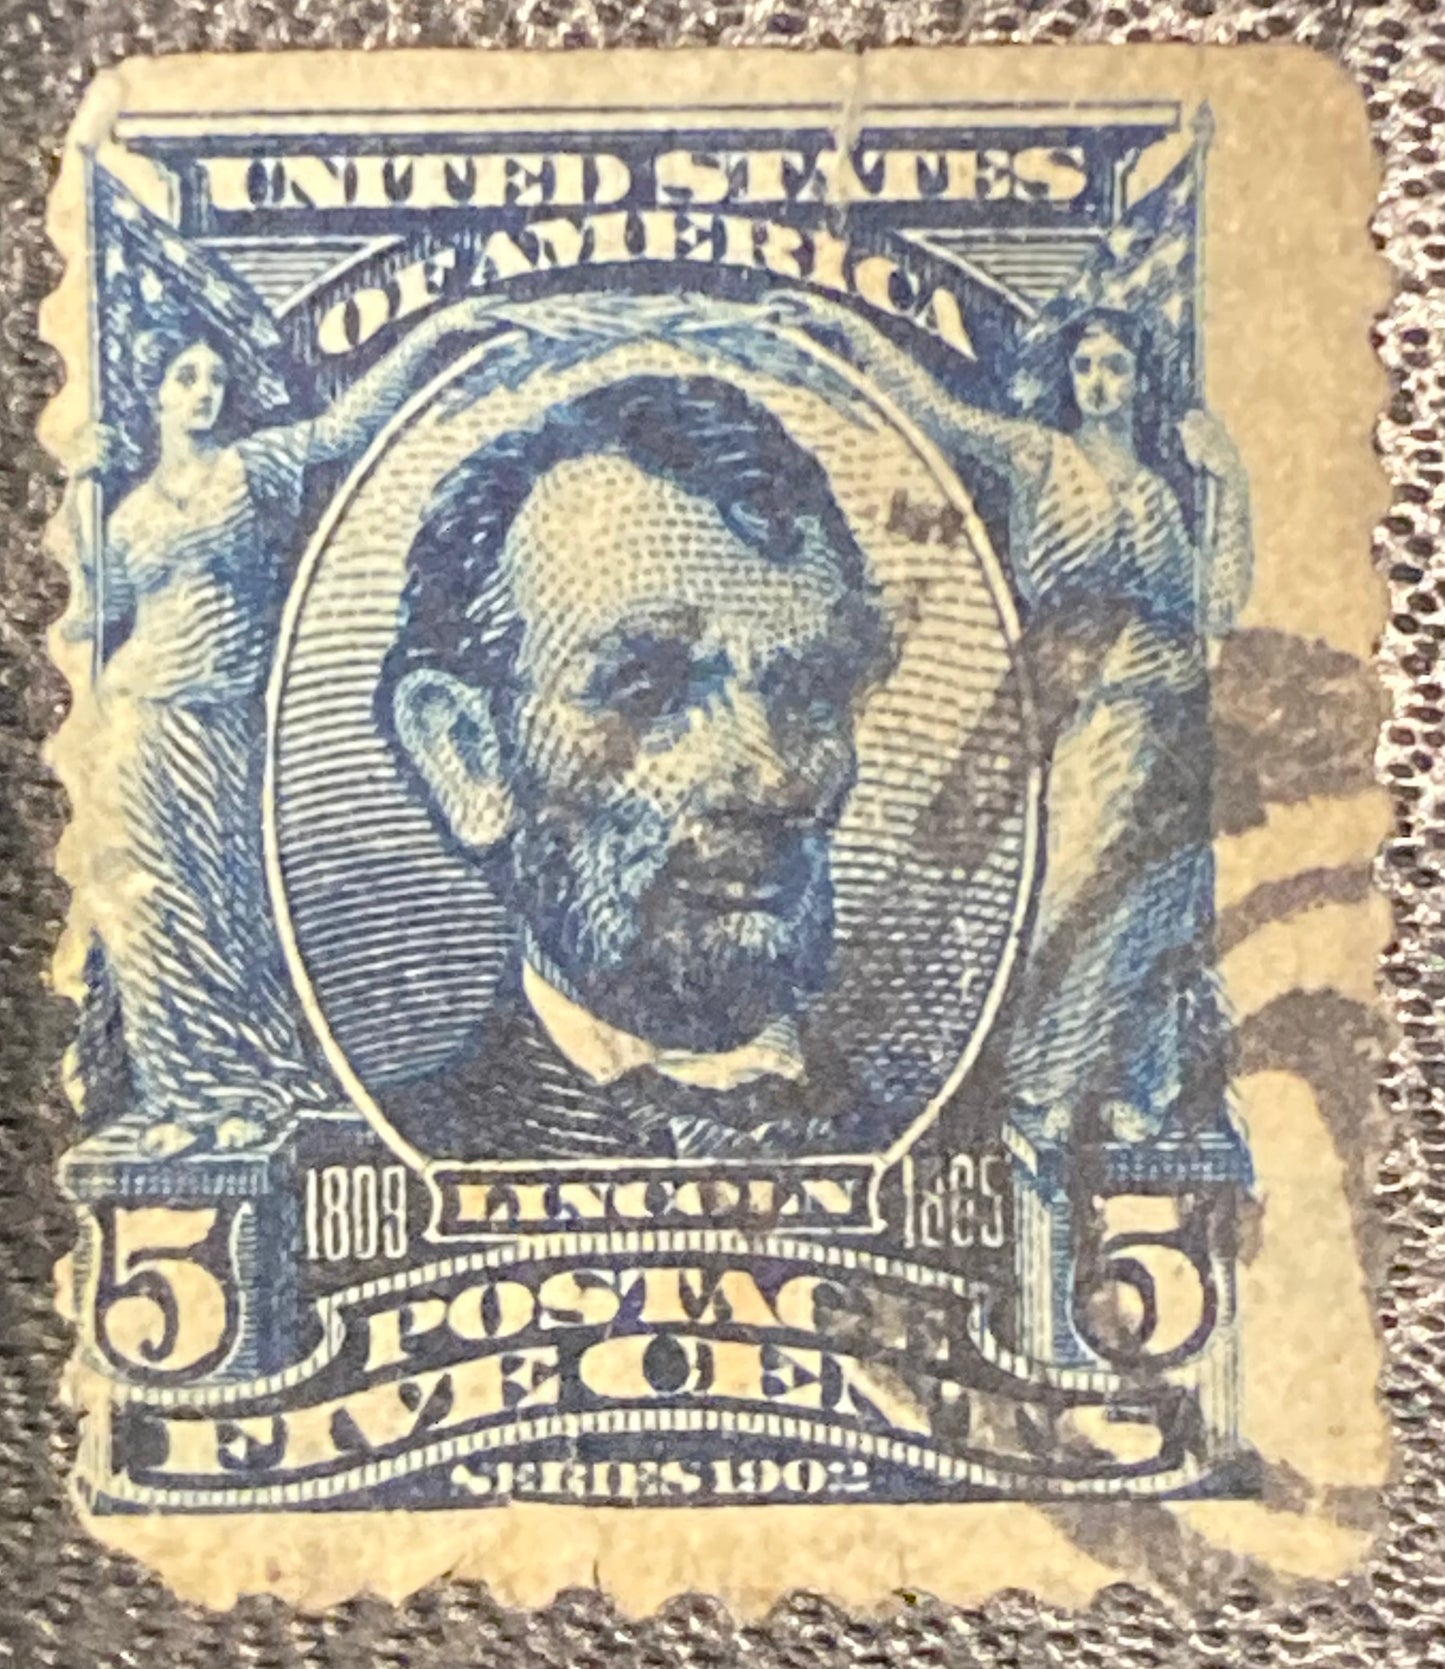 UNITED STATES
OF AMERICA
1809 LINCOLN 1865
5 POSTAGE 5
FIVE CENTS
SERIES 1902